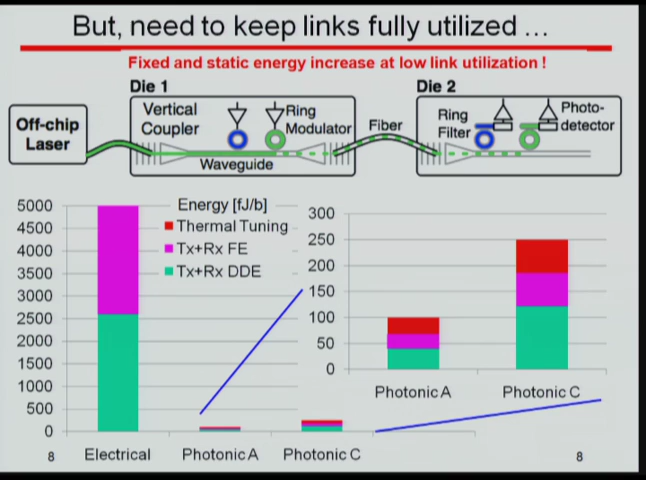 But, need to keep links fully utilized ...
Fixed and static energy increase at low link utilization !
Die 1
Die 2
Off-chip
Laser
Vertical
Coupler
Ring
Modulator
Waveguide
Fiber
Ring
Filter
Photo-
detector
Energy [fJ/b]
Thermal Tuning
Tx+Rx FE
Tx+Rx DDE
5000
4500
4000
3500
3000
2500
2000
1500
1000
500
0
Electrical
Photonic A
Photonic C
300
250
200
150
100
50
0
Photonic A
Photonic C
8
8